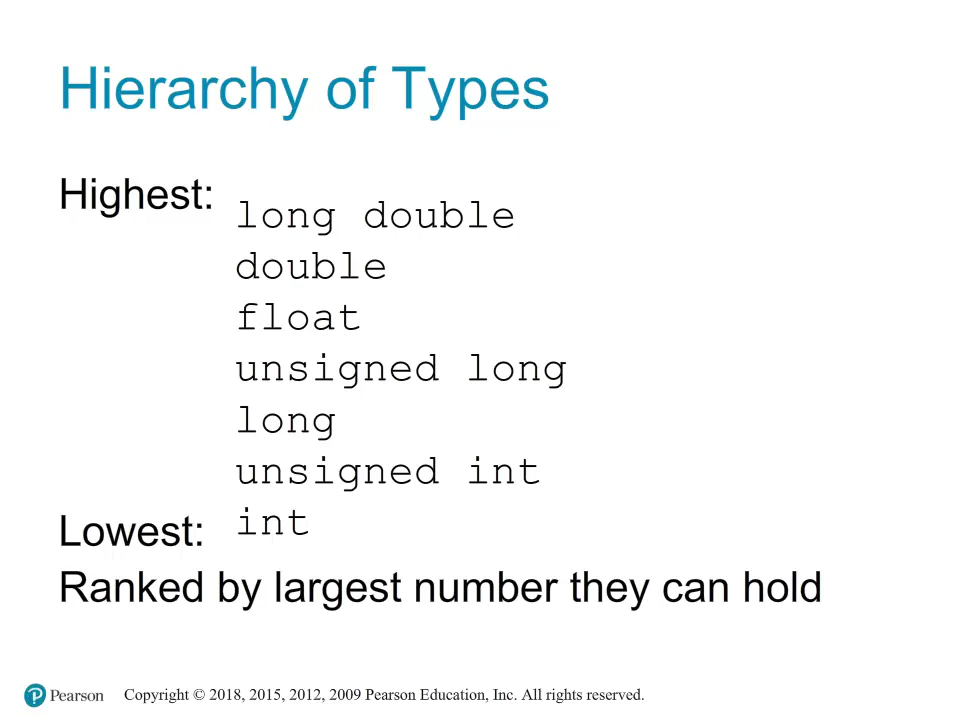 Hierarchy of Types
Highest:
long double
double
float
unsigned long
long
unsigned int
Lowest: int
Ranked by largest number they can hold
Pearson Copyright © 2018, 2015, 2012, 2009 Pearson Education, Inc. All rights reserved.